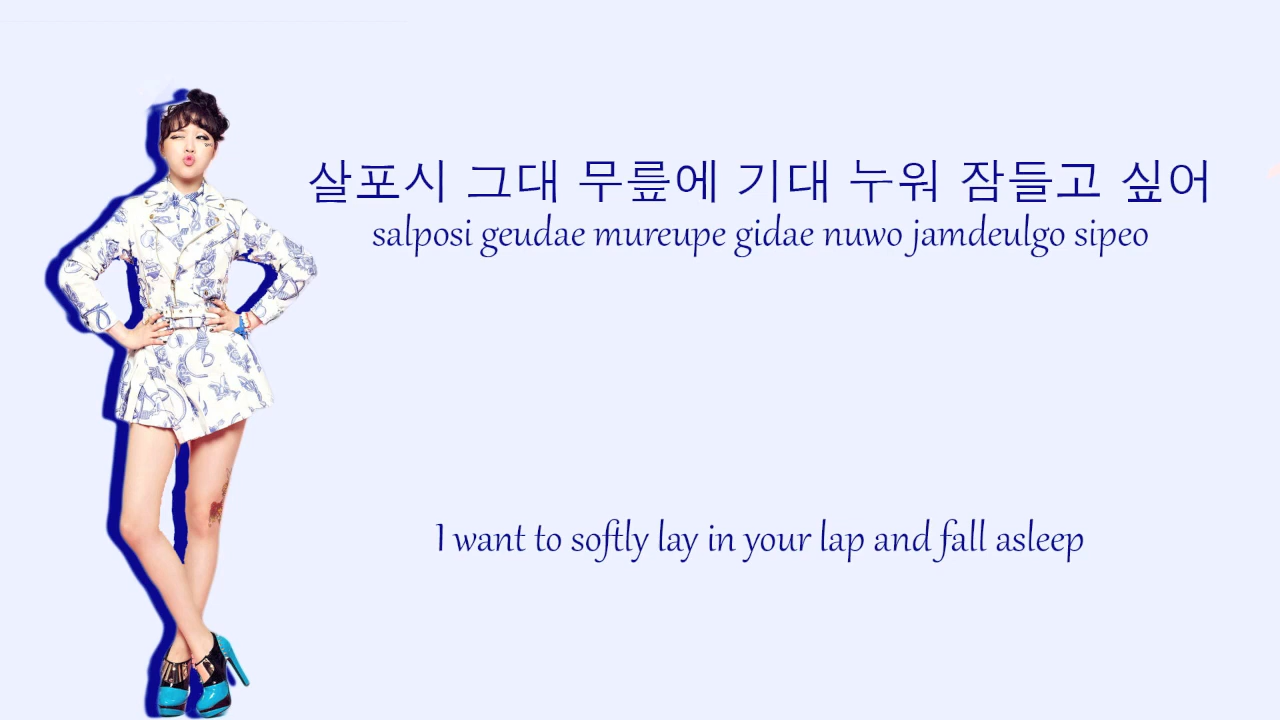 살포시 그대 무릎에 기대 누워 잠들고 싶어
salposi geudae mureupe gidae nuwo jamdeulgo sipeo
I want to softly lay in your lap and fall asleep